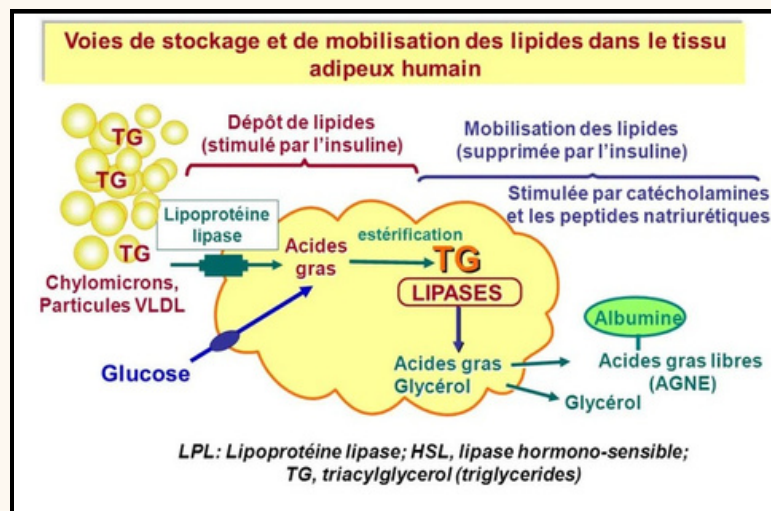 Voies de stockage et de mobilisation des lipides dans le tissu
adipeux humain
TG
TG
TG
Chylomicrons,
Particules VLDL
Dépôt de lipides
(stimulé par l'insuline)
Mobilisation des lipides
(supprimée par l'insuline)
Stimulée par catécholamines
et les peptides natriurétiques
Lipoprotéine
lipase
Acides
gras
estérification
TG
LIPASES
Glucose
Acides gras
Glycérol
Albumine
Acides gras libres
(AGNE)
Glycérol
LPL: Lipoprotéine lipase; HSL, lipase hormono-sensible;
TG, triacylglycerol (triglycerides)